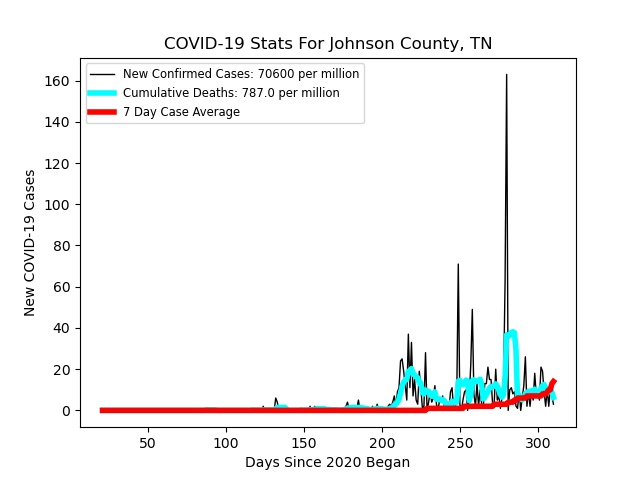 COVID-19 Stats For Johnson County, TN
New Confirmed Cases: 70600 per million
Cumulative Deaths: 787.0 per million
7 Day Case Average
New COVID-19 Cases
160
140
120
100
80
60
40
20
0
50 100 150 200 250 300
Days Since 2020 Began